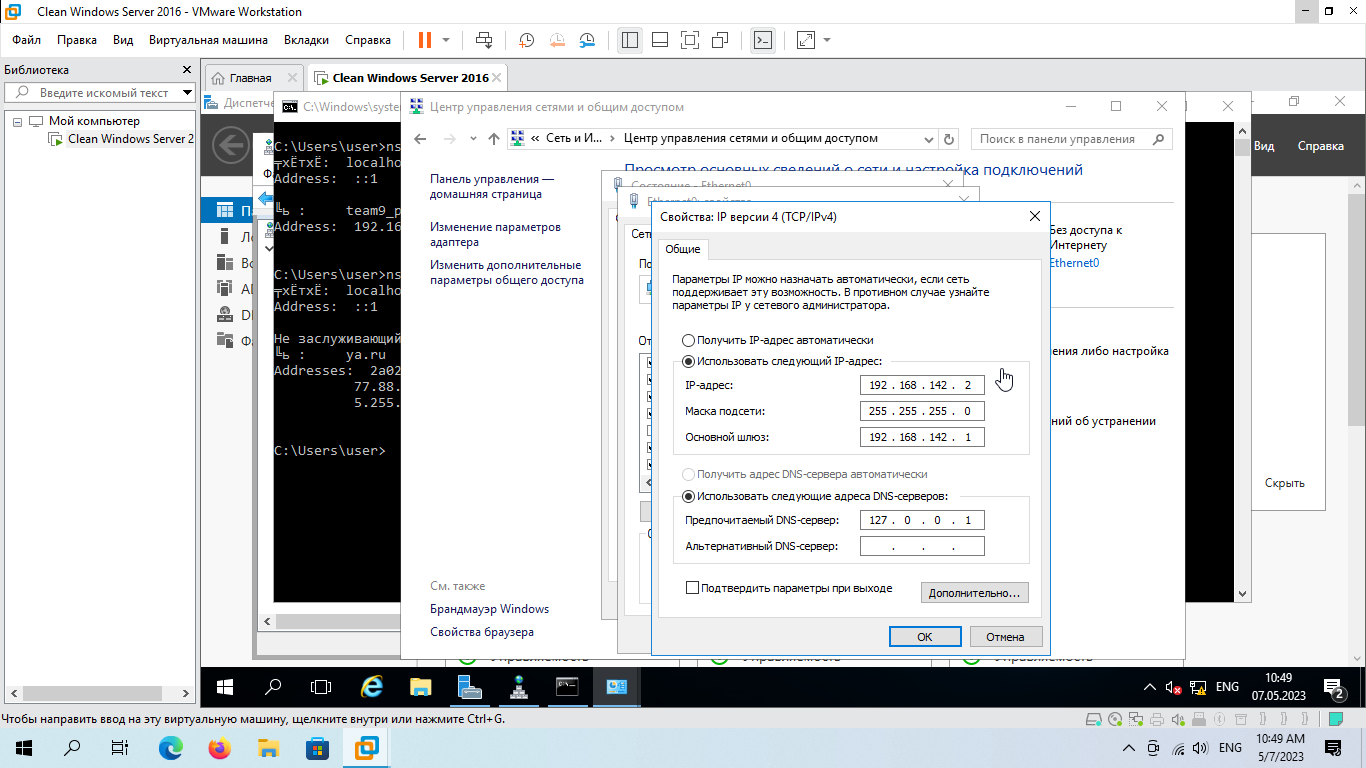 Clean Windows Server 2016 - VMware Workstation
Файл Правка Вид Виртуальная машина Вкладки Справка
Библиотека
Введите искомый текст
Мой компьютер
Clean Windows Server 2
Главная
Clean Windows Server 2016
Диспетче
C:\Windows\syste
Центр управления сетями и общим доступом
« Сеть и И... > Центр управления сетями и общим доступом
Поиск в панели управления
Вид Справка
Панель управления —
домашняя страница
Изменение параметров
адаптера
Изменить дополнительные
параметры общего доступа
См. также
Брандмауэр Windows
Свойства браузера
Просмотр основных сведений о сети и настройка подключений
Без доступа к
Интернету
Ethernet0
ения либо настройка
ний об устранении
Скрыть
C:\Users\user>ns
╤хЁтхЁ: localho
Address: ::1
╚ь : team9_p
Address: 192.16
C:\Users\user>ns
╤хЁтхЁ: localho
Address: ::1
Не заслуживающий
╚ь : ya.ru
Addresses: 2a02
77.88.
5.255.
C:\Users\user>
Состояние - Ethernet0
Ethernet0: свойства
Сеть
По
От
Свойства: IP версии 4 (TCP/IPv4)
Общие
Параметры IP можно назначать автоматически, если сеть
поддерживает эту возможность. В противном случае узнайте
параметры IP у сетевого администратора.
Получить IP-адрес автоматически
Использовать следующий IP-адрес:
IP-адрес: 192 . 168 . 142 . 2
Маска подсети: 255 . 255 . 255 . 0
Основной шлюз: 192 . 168 . 142 . 1
Получить адрес DNS-сервера автоматически
Использовать следующие адреса DNS-серверов:
Предпочитаемый DNS-сервер: 127 . 0 . 0 . 1
Альтернативный DNS-сервер: . . .
Подтвердить параметры при выходе
Дополнительно...
ОК Отмена
Управляемость Управляемость Управляемость
ENG
10:49
07.05.2023
2
Чтобы направить ввод на эту виртуальную машину, щелкните внутри или нажмите Ctrl+G.
ENG
10:49 AM
5/7/2023